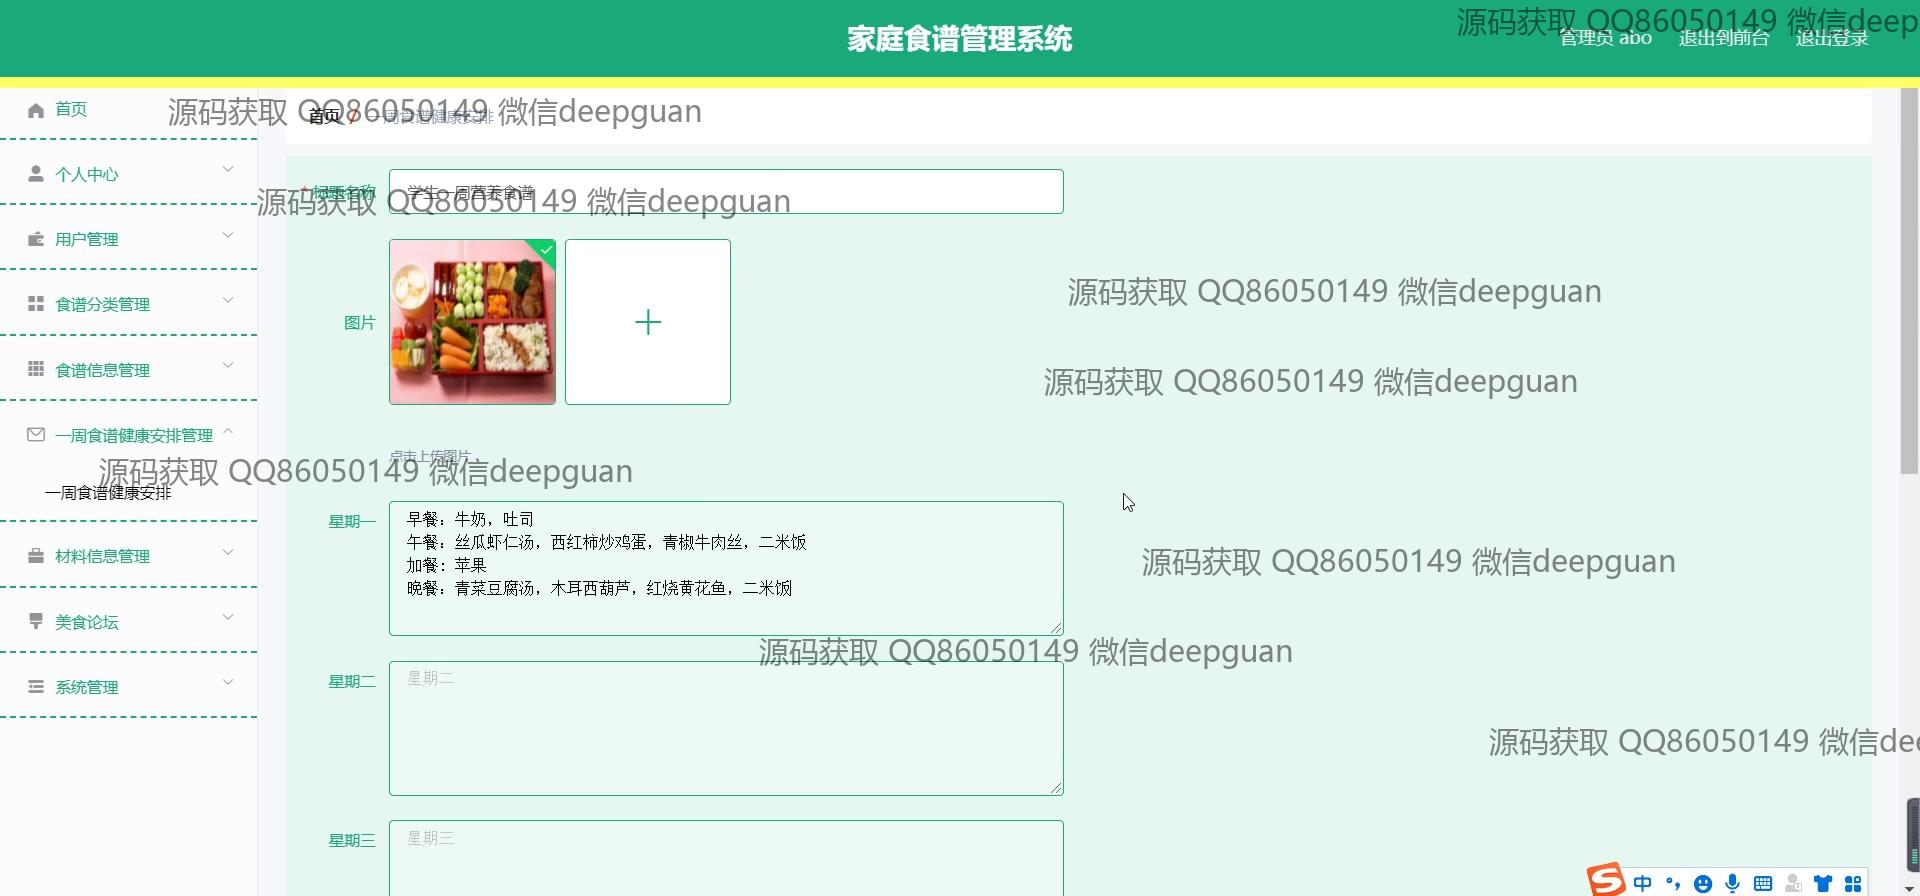 家庭食谱管理系统
源码获取 QQ86050149 微信deep
管理员 abo 退出到前台 退出登录
首页
源码获取 QQ86050149 微信deepguan
首页 / 一周食谱健康安排
个人中心
* 标题名称 学生一周营养食谱
源码获取 QQ86050149 微信deepguan
用户管理
源码获取 QQ86050149 微信deepguan
食谱分类管理
图片
食谱信息管理
源码获取 QQ86050149 微信deepguan
一周食谱健康安排管理
点击上传图片
源码获取 QQ86050149 微信deepguan
一周食谱健康安排
星期一
早餐：牛奶，吐司
午餐：丝瓜虾仁汤，西红柿炒鸡蛋，青椒牛肉丝，二米饭
加餐：苹果
晚餐：青菜豆腐汤，木耳西葫芦，红烧黄花鱼，二米饭
源码获取 QQ86050149 微信deepguan
材料信息管理
美食论坛
源码获取 QQ86050149 微信deepguan
系统管理
星期二 星期二
源码获取 QQ86050149 微信dee
星期三 星期三
中